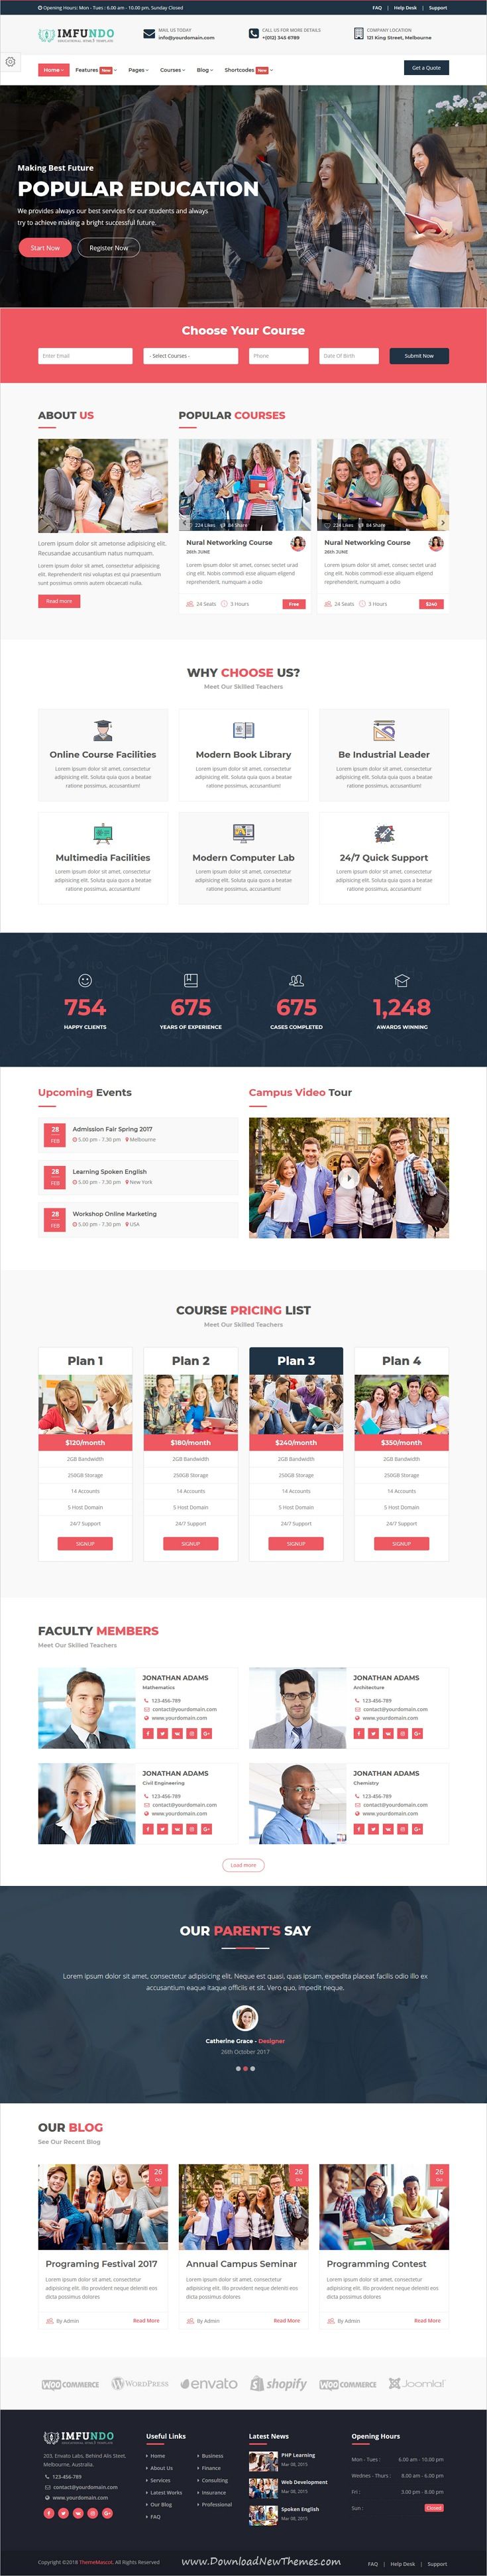 Opening Hours: Mon - Tues : 6.00 am - 10.00 pm, Sunday Closed
FAQ | Help Desk | Support
IMFUNDO
MAIL US TODAY
info@yourdomain.com
CALL US FOR MORE DETAILS
+(012) 345 6789
COMPANY LOCATION
121 King Street, Melbourne
Home Features New Pages Courses Blog Shortcodes New
Get a Quote
Making Best Future
POPULAR EDUCATION
We provides always our best services for our students and always
try to achieve making a bright successful future.
Start Now Register Now
Choose Your Course
Enter Email - Select Courses - Phone Date Of Birth Submit Now
ABOUT US
Lorem ipsum dolor sit ametonse adipisicing elit.
Recusandae accusantium natus numquam.
Lorem ipsum dolor sit amet, consectetur adipisicing
elit. Reprehenderit nisi voluptas est qui praesentium
sunt possimus omnis autem obcaecati nulla.
Read more
POPULAR COURSES
224 Likes 84 Share
Nural Networking Course
26th JUNE
Lorem ipsum dolor sit amet, consec sectet urad
cing elit. Nobis commodi esse aliquam eligend
reprehenderit, numquam a odio
24 Seats 3 Hours Free
224 Likes 84 Share
Nural Networking Course
26th JUNE
Lorem ipsum dolor sit amet, consec sectet urad
cing elit. Nobis commodi esse aliquam eligend
reprehenderit, numquam a odio
24 Seats 3 Hours $240
WHY CHOOSE US?
Meet Our Skilled Teachers
Online Course Facilities
Lorem ipsum dolor sit amet, consectetur
adipisicing elit. Soluta quia quos a beatae
ratione possimus, accusantium!
Modern Book Library
Lorem ipsum dolor sit amet, consectetur
adipisicing elit. Soluta quia quos a beatae
ratione possimus, accusantium!
Be Industrial Leader
Lorem ipsum dolor sit amet, consectetur
adipisicing elit. Soluta quia quos a beatae
ratione possimus, accusantium!
Multimedia Facilities
Lorem ipsum dolor sit amet, consectetur
adipisicing elit. Soluta quia quos a beatae
ratione possimus, accusantium!
Modern Computer Lab
Lorem ipsum dolor sit amet, consectetur
adipisicing elit. Soluta quia quos a beatae
ratione possimus, accusantium!
24/7 Quick Support
Lorem ipsum dolor sit amet, consectetur
adipisicing elit. Soluta quia quos a beatae
ratione possimus, accusantium!
754
HAPPY CLIENTS
675
YEARS OF EXPERIENCE
675
CASES COMPLETED
1,248
AWARDS WINNING
Upcoming Events
28
FEB
Admission Fair Spring 2017
5.00 pm - 7.30 pm Melbourne
28
FEB
Learning Spoken English
5.00 pm - 7.30 pm New York
28
FEB
Workshop Online Marketing
5.00 pm - 7.30 pm USA
Campus Video Tour
COURSE PRICING LIST
Meet Our Skilled Teachers
Plan 1
$120/month
2GB Bandwidth
250GB Storage
14 Accounts
5 Host Domain
24/7 Support
SIGNUP
Plan 2
$180/month
2GB Bandwidth
250GB Storage
14 Accounts
5 Host Domain
24/7 Support
SIGNUP
Plan 3
$240/month
2GB Bandwidth
250GB Storage
14 Accounts
5 Host Domain
24/7 Support
SIGNUP
Plan 4
$350/month
2GB Bandwidth
250GB Storage
14 Accounts
5 Host Domain
24/7 Support
SIGNUP
FACULTY MEMBERS
Meet Our Skilled Teachers
JONATHAN ADAMS
Mathematics
123-456-789
contact@yourdomain.com
www.yourdomain.com
JONATHAN ADAMS
Architecture
123-456-789
contact@yourdomain.com
www.yourdomain.com
JONATHAN ADAMS
Civil Engineering
123-456-789
contact@yourdomain.com
www.yourdomain.com
JONATHAN ADAMS
Chemistry
123-456-789
contact@yourdomain.com
www.yourdomain.com
Load more
OUR PARENT'S SAY
Lorem ipsum dolor sit amet, consectetur adipisicing elit. Neque est quasi, quas ipsam, expedita placeat facilis odio illo ex
accusantium eaque itaque officiis et sit. Vero quo, impedit neque.
Catherine Grace - Designer
26th October 2017
OUR BLOG
See Our Recent Blog
26
Oct
Programing Festival 2017
Lorem ipsum dolor sit amet, consectetur
adipisicing elit. Illo provident neque deleniti eos
dicta possimus dolores
By Admin Read More
26
Oct
Annual Campus Seminar
Lorem ipsum dolor sit amet, consectetur
adipisicing elit. Illo provident neque deleniti eos
dicta possimus dolores
By Admin Read More
26
Oct
Programming Contest
Lorem ipsum dolor sit amet, consectetur
adipisicing elit. Illo provident neque deleniti eos
dicta possimus dolores
By Admin Read More
WOO COMMERCE WORDPRESS envato shopify WOO COMMERCE Joomla!
IMFUNDO
203, Envato Labs, Behind Alis Steet,
Melbourne, Australia.
123-456-789
contact@yourdomain.com
www.yourdomain.com
Useful Links
Home
About Us
Services
Latest Works
Our Blog
FAQ
Business
Finance
Consulting
Insurance
Professional
Latest News
PHP Learning
Mar 08, 2015
Web Development
Mar 08, 2015
Spoken English
Mar 08, 2015
Opening Hours
Mon - Tues : 6.00 am - 10.00 pm
Wednes - Thurs : 8.00 am - 6.00 pm
Fri : 3.00 pm - 8.00 pm
Sun : Closed
Copyright ©2018 ThemeMascot. All Rights Reserved
www.DownloadNewThemes.com
FAQ | Help Desk | Support